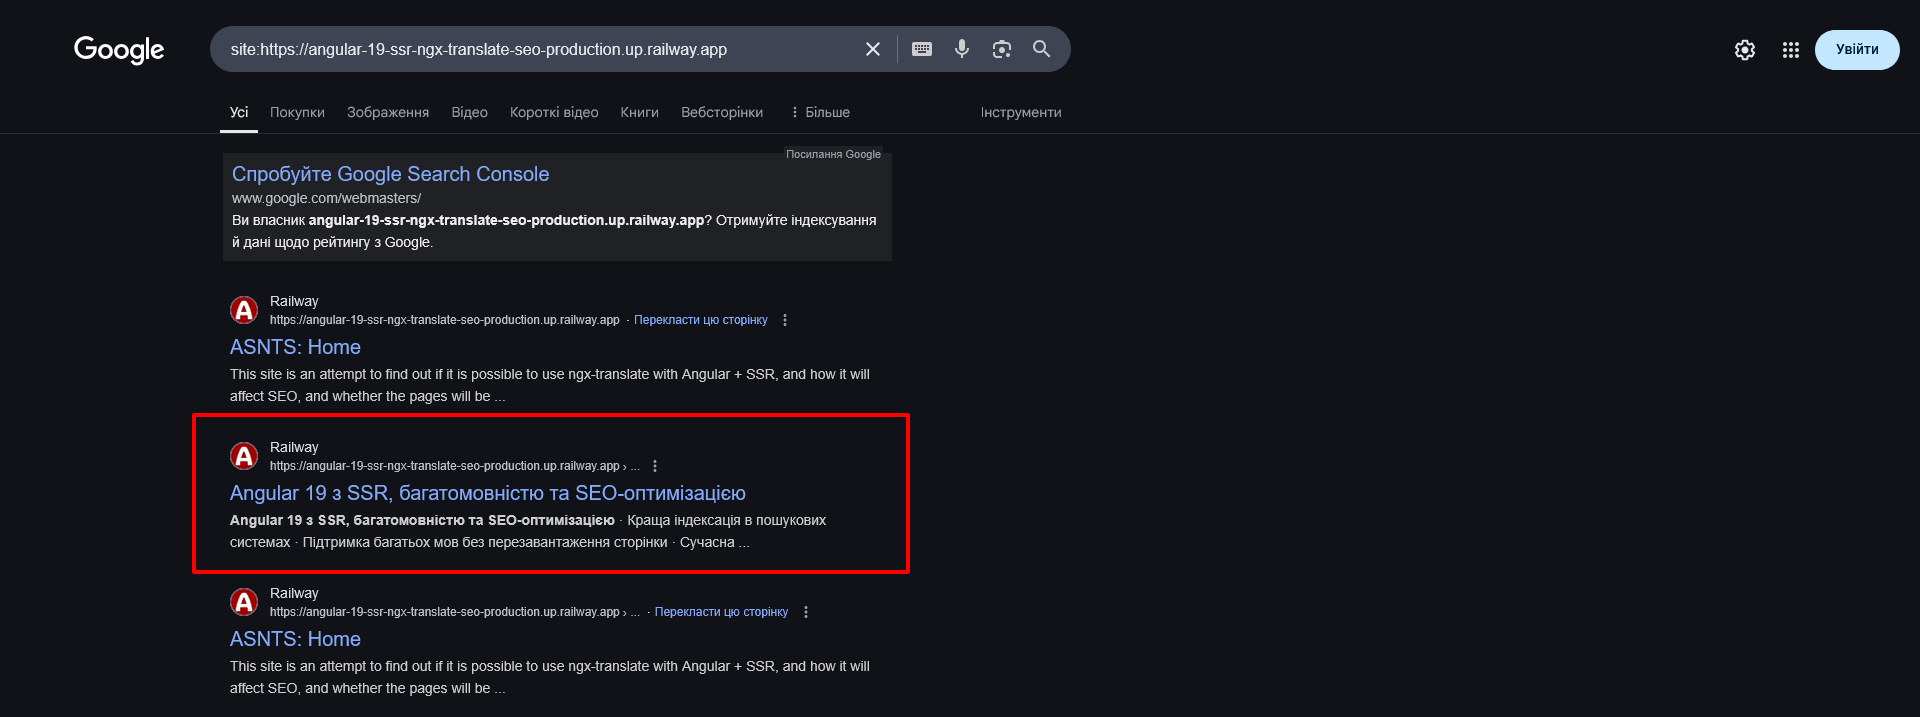 Google
site:https://angular-19-ssr-ngx-translate-seo-production.up.railway.app
Увійти
Усі Покупки Зображення Відео Короткі відео Книги Вебсторінки Більше Інструменти
Посилання Google
Спробуйте Google Search Console
www.google.com/webmasters/
Ви власник angular-19-ssr-ngx-translate-seo-production.up.railway.app? Отримуйте індексування
й дані щодо рейтингу з Google.
Railway
https://angular-19-ssr-ngx-translate-seo-production.up.railway.app · Перекласти цю сторінку
ASNTS: Home
This site is an attempt to find out if it is possible to use ngx-translate with Angular + SSR, and how it will
affect SEO, and whether the pages will be ...
Railway
https://angular-19-ssr-ngx-translate-seo-production.up.railway.app › ...
Angular 19 з SSR, багатомовністю та SEO-оптимізацією
Angular 19 з SSR, багатомовністю та SEO-оптимізацією · Краща індексація в пошукових
системах · Підтримка багатьох мов без перезавантаження сторінки · Сучасна ...
Railway
https://angular-19-ssr-ngx-translate-seo-production.up.railway.app › ... · Перекласти цю сторінку
ASNTS: Home
This site is an attempt to find out if it is possible to use ngx-translate with Angular + SSR, and how it will
affect SEO, and whether the pages will be ...